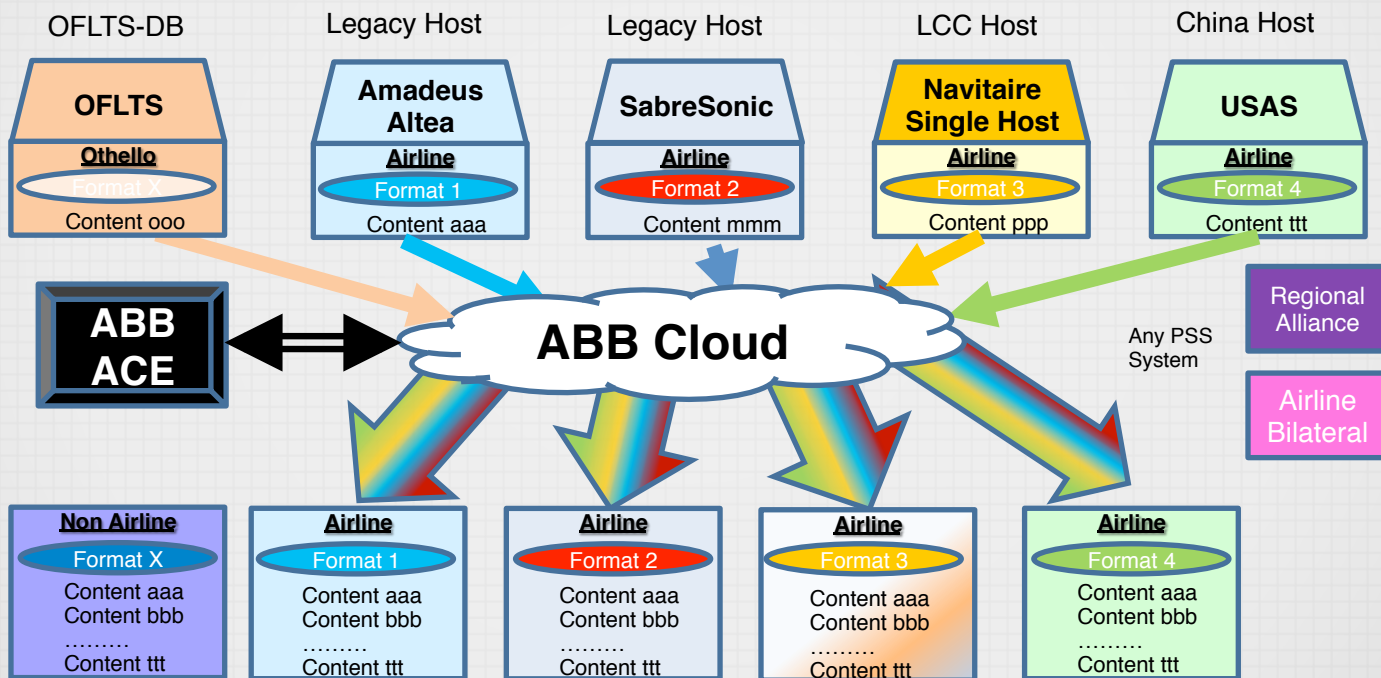 OFLTS-DB
Legacy Host
Legacy Host
LCC Host
China Host
OFLTS
Othello
Format X
Content ooo
Amadeus
Altea
Airline
Format 1
Content aaa
SabreSonic
Airline
Format 2
Content mmm
Navitaire
Single Host
Airline
Format 3
Content ppp
USAS
Airline
Format 4
Content ttt
ABB
ACE
ABB Cloud
Any PSS
System
Regional
Alliance
Airline
Bilateral
Non Airline
Format X
Content aaa
Content bbb
.........
Content ttt
Airline
Format 1
Content aaa
Content bbb
.........
Content ttt
Airline
Format 2
Content aaa
Content bbb
.........
Content ttt
Airline
Format 3
Content aaa
Content bbb
.........
Content ttt
Airline
Format 4
Content aaa
Content bbb
.........
Content ttt